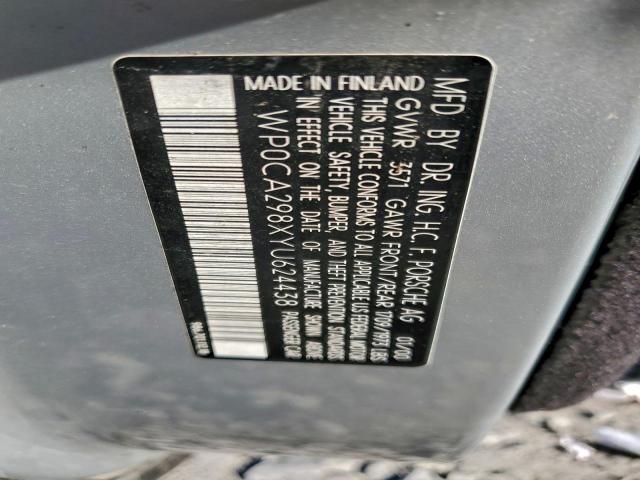 MFD BY DR. ING. H.C. F. PORSCHE AG 01/00
GVWR 3571 GAWR FRONT/REAR 1709/1995 LBS
THIS VEHICLE CONFORMS TO ALL APPLICABLE US FEDERAL MOTOR
VEHICLE SAFETY, BUMPER, AND THEFT PREVENTION STANDARDS
IN EFFECT ON THE DATE OF MANUFACTURE SHOWN ABOVE
WP0CA298XYU624438 PASSENGER CAR
MADE IN FINLAND